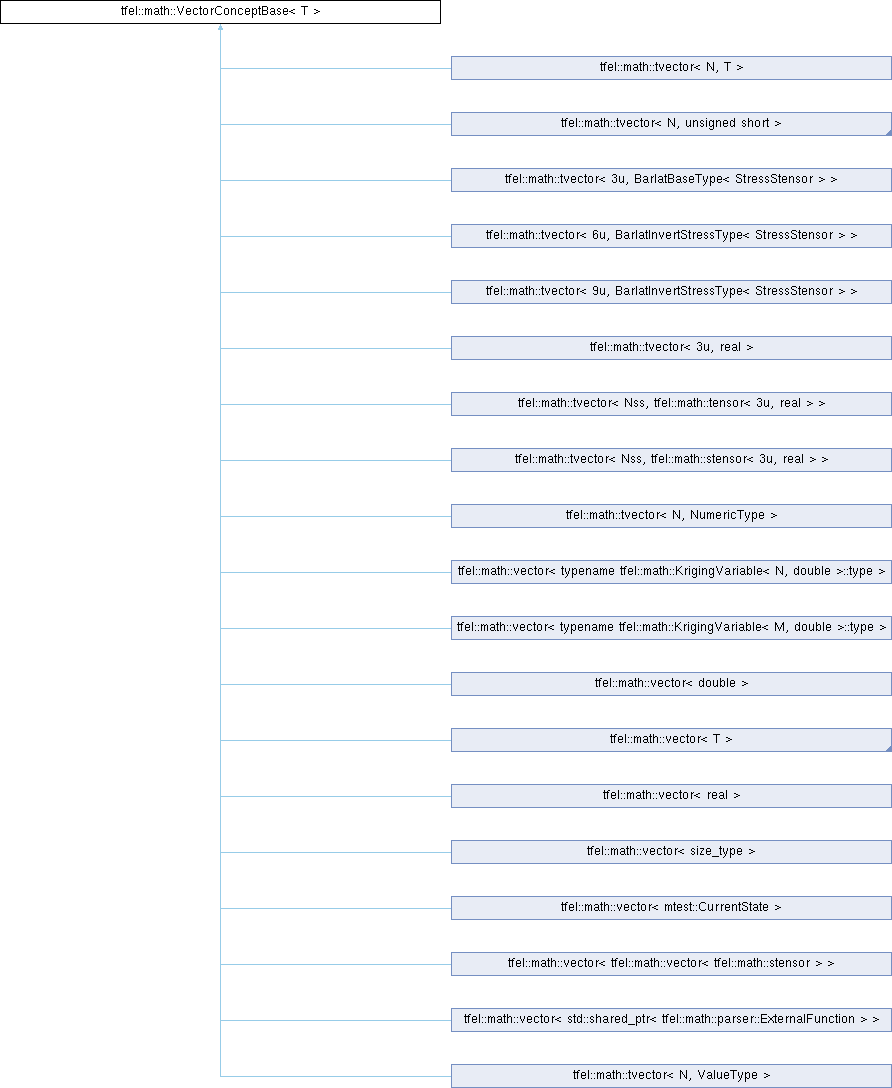 tfel::math::VectorConceptBase< T >
tfel::math::tvector< N, T >
tfel::math::tvector< N, unsigned short >
tfel::math::tvector< 3u, BarlatBaseType< StressStensor > >
tfel::math::tvector< 6u, BarlatInvertStressType< StressStensor > >
tfel::math::tvector< 9u, BarlatInvertStressType< StressStensor > >
tfel::math::tvector< 3u, real >
tfel::math::tvector< Nss, tfel::math::tensor< 3u, real > >
tfel::math::tvector< Nss, tfel::math::stensor< 3u, real > >
tfel::math::tvector< N, NumericType >
tfel::math::vector< typename tfel::math::KrigingVariable< N, double >::type >
tfel::math::vector< typename tfel::math::KrigingVariable< M, double >::type >
tfel::math::vector< double >
tfel::math::vector< T >
tfel::math::vector< real >
tfel::math::vector< size_type >
tfel::math::vector< mtest::CurrentState >
tfel::math::vector< tfel::math::vector< tfel::math::stensor > >
tfel::math::vector< std::shared_ptr< tfel::math::parser::ExternalFunction > >
tfel::math::tvector< N, ValueType >